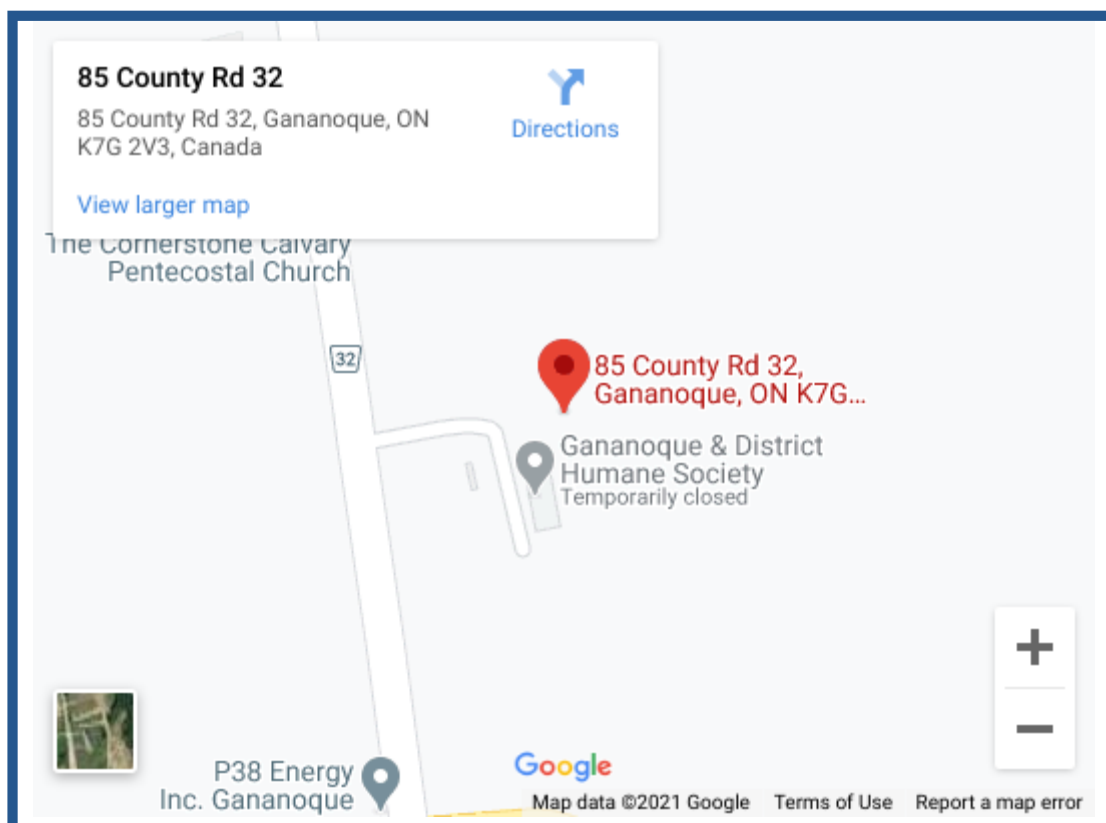 85 County Rd 32
85 County Rd 32, Gananoque, ON
K7G 2V3, Canada
Directions
View larger map
The Cornerstone Calvary
Pentecostal Church
32
85 County Rd 32,
Gananoque, ON K7G...
Gananoque & District
Humane Society
Temporarily closed
P38 Energy
Inc. Gananoque
Google
Map data ©2021 Google Terms of Use Report a map error